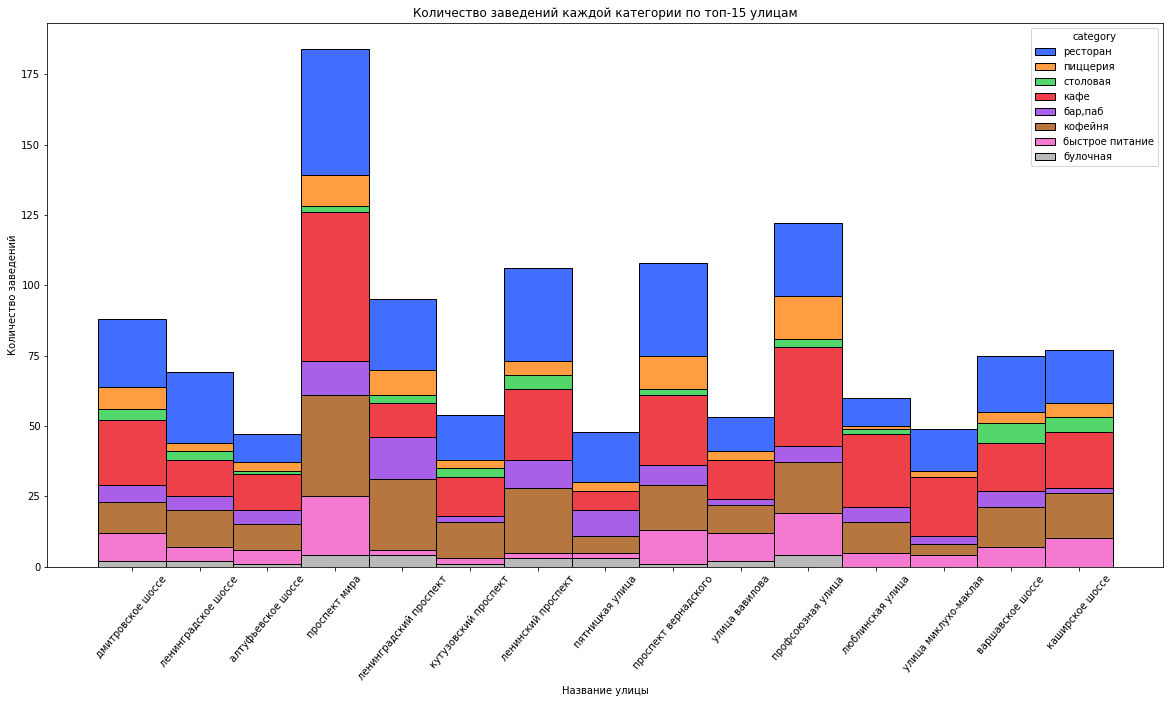 Количество заведений каждой категории по топ-15 улицам
category
ресторан
пиццерия
столовая
кафе
бар,паб
кофейня
быстрое питание
булочная
Количество заведений
175
150
125
100
75
50
25
0
дмитровское шоссе
ленинградское шоссе
алтуфьевское шоссе
проспект мира
ленинградский проспект
кутузовский проспект
ленинский проспект
пятницкая улица
проспект вернадского
улица вавилова
профсоюзная улица
люблинская улица
улица миклухо-маклая
варшавское шоссе
каширское шоссе
Название улицы